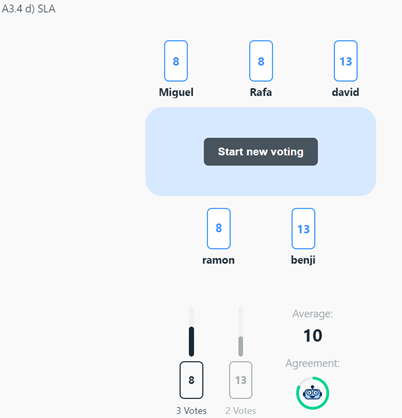 A3.4 d) SLA
8 8 13
Miguel Rafa david
Start new voting
8 13
ramon benji
Average:
10
Agreement:
8 13
3 Votes 2 Votes